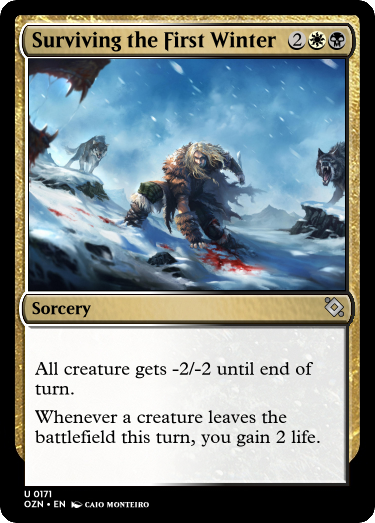 Surviving the First Winter 2
Sorcery
All creature gets -2/-2 until end of
turn.
Whenever a creature leaves the
battlefield this turn, you gain 2 life.
U 0171
OZN • EN CAIO MONTEIRO